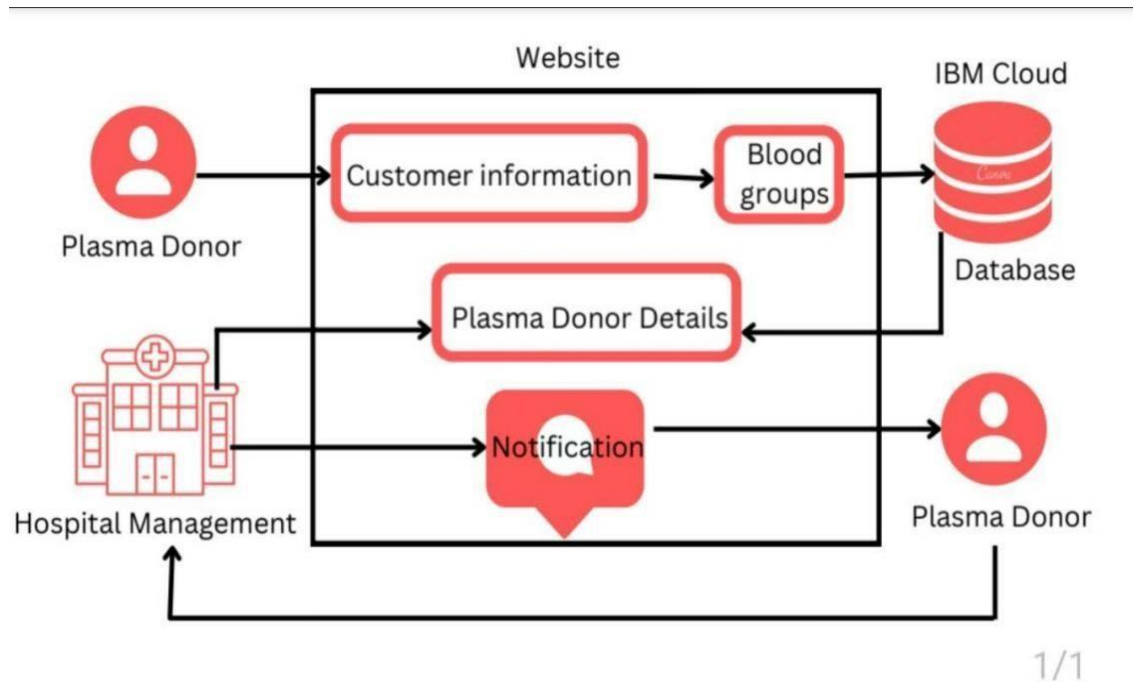 Website
IBM Cloud
Customer information
Blood
groups
Canva
Plasma Donor
Database
Plasma Donor Details
Notification
Hospital Management
Plasma Donor
1/1